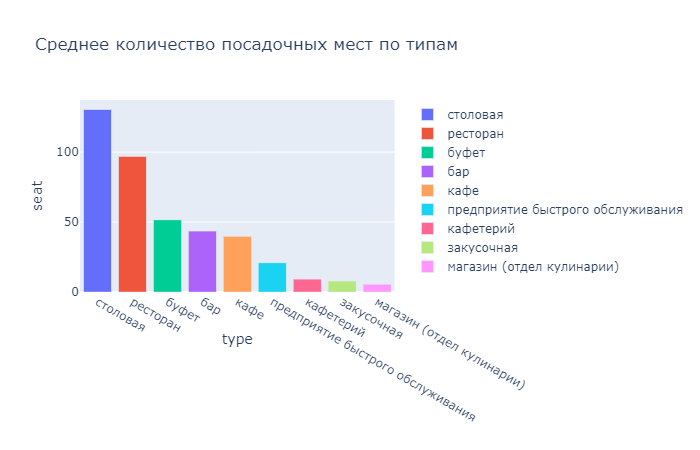 Среднее количество посадочных мест по типам
столовая
ресторан
буфет
бар
кафе
предприятие быстрого обслуживания
кафетерий
закусочная
магазин (отдел кулинарии)
100
50
0
seat
столовая
ресторан
буфет
бар
кафе
предприятие быстрого обслуживания
кафетерий
закусочная
магазин (отдел кулинарии)
type